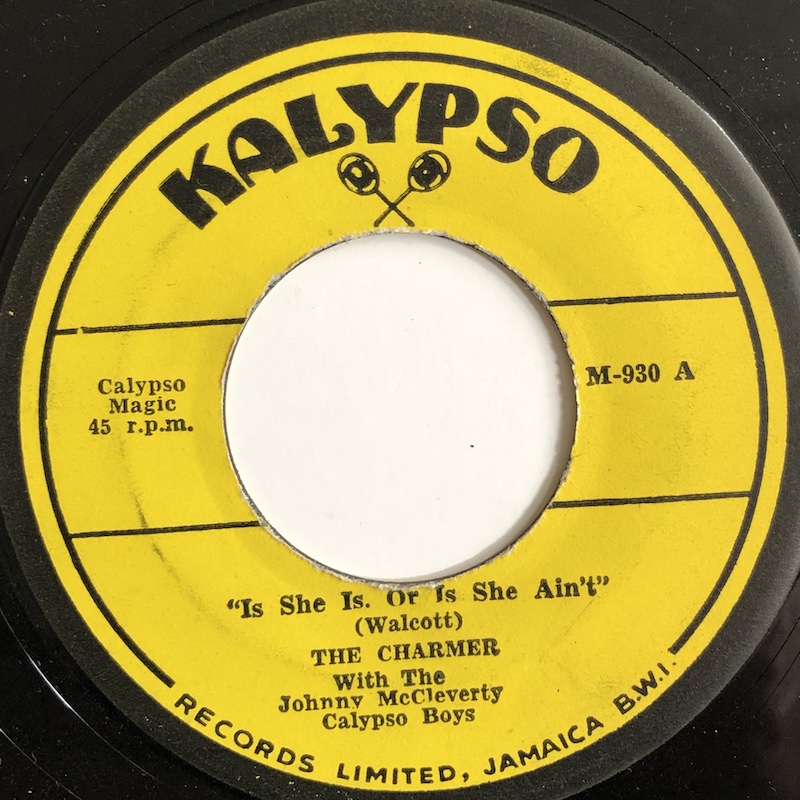 KALYPSO
Calypso
Magic
45 r.p.m.
M-930 A
"Is She Is. Or Is She Ain't"
(Walcott)
THE CHARMER
With The
Johnny McCleverty
Calypso Boys
RECORDS LIMITED, JAMAICA B.W.I.